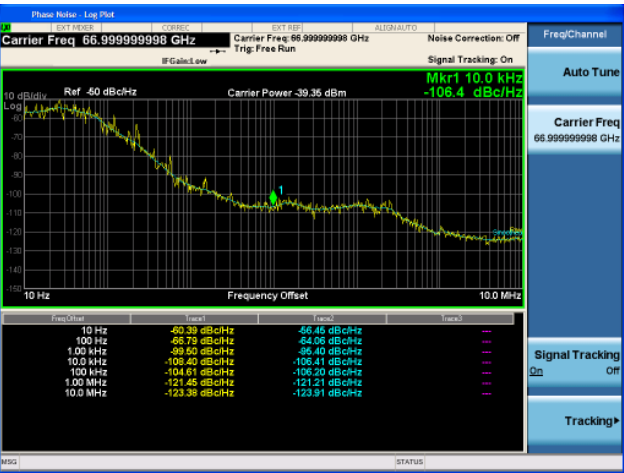 Phase Noise - Log Plot
EXT MIXER CORREC EXT REF ALIGN AUTO
Carrier Freq 66.999999998 GHz
Carrier Freq: 66.999999998 GHz
Noise Correction: Off
Trig: Free Run
IFGain:Low
Signal Tracking: On
Mkr1 10.0 kHz
-106.4 dBc/Hz
10 dB/div Ref -50 dBc/Hz Carrier Power -39.35 dBm
Log
-60
-70
-80
-90
-100
-110
-120
-130
-140
-150
1
10 Hz Frequency Offset 10.0 MHz
Freq Offset Trace1 Trace2 Trace3
10 Hz -60.39 dBc/Hz -56.45 dBc/Hz ---
100 Hz -66.79 dBc/Hz -64.06 dBc/Hz ---
1.00 kHz -99.50 dBc/Hz -95.40 dBc/Hz ---
10.0 kHz -108.40 dBc/Hz -106.41 dBc/Hz ---
100 kHz -104.61 dBc/Hz -106.20 dBc/Hz ---
1.00 MHz -121.45 dBc/Hz -121.21 dBc/Hz ---
10.0 MHz -123.38 dBc/Hz -123.91 dBc/Hz ---
MSG STATUS
Freq/Channel
Auto Tune
Carrier Freq
66.999999998 GHz
Signal Tracking
On Off
Tracking